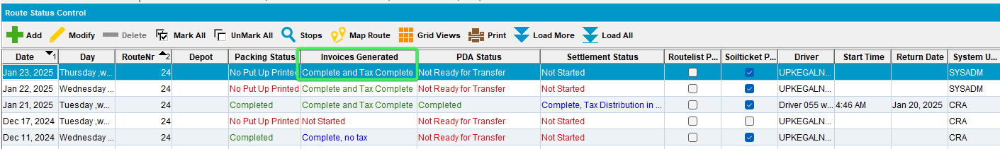 Route Status Control
Add Modify Delete Mark All UnMark All Stops Map Route Grid Views Print Load More Load All
Date 1 Day RouteNr 2 Depot Packing Status Invoices Generated PDA Status Settlement Status Routelist P... Soilticket P... Driver Start Time Return Date System U...
Jan 23, 2025 Thursday ,w... 24 No Put Up Printed Complete and Tax Complete Not Ready for Transfer Not Started UPKEGALN... SYSADM
Jan 22, 2025 Wednesday ... 24 No Put Up Printed Complete and Tax Complete Not Ready for Transfer Not Started UPKEGALN... SYSADM
Jan 21, 2025 Tuesday ,w... 24 Completed Complete and Tax Complete Completed Complete, Tax Distribution in ... Driver 055 w... 4:46 AM Jan 20, 2025 CRA
Dec 17, 2024 Tuesday ,w... 24 No Put Up Printed Not Started Not Ready for Transfer Not Started UPKEGALN... CRA
Dec 11, 2024 Wednesday ... 24 Completed Complete, no tax Not Ready for Transfer Not Started UPKEGALN... CRA